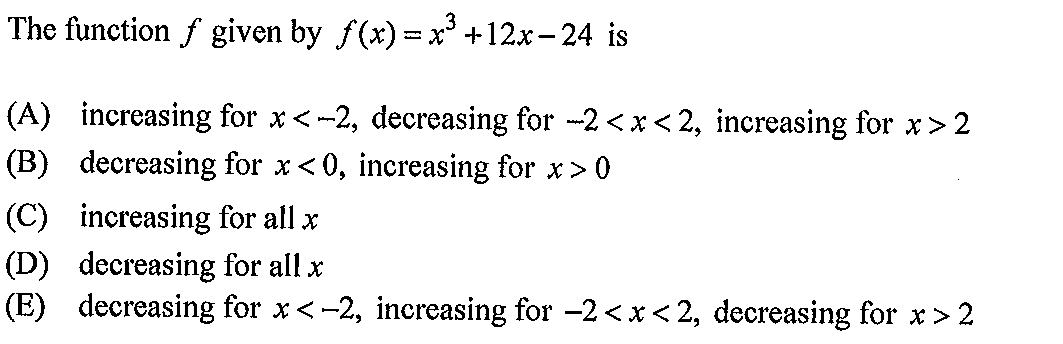 The function f given by f(x) = x³ + 12x – 24 is
(A) increasing for x < –2, decreasing for –2 < x < 2, increasing for x > 2
(B) decreasing for x < 0, increasing for x > 0
(C) increasing for all x
(D) decreasing for all x
(E) decreasing for x < –2, increasing for –2 < x < 2, decreasing for x > 2